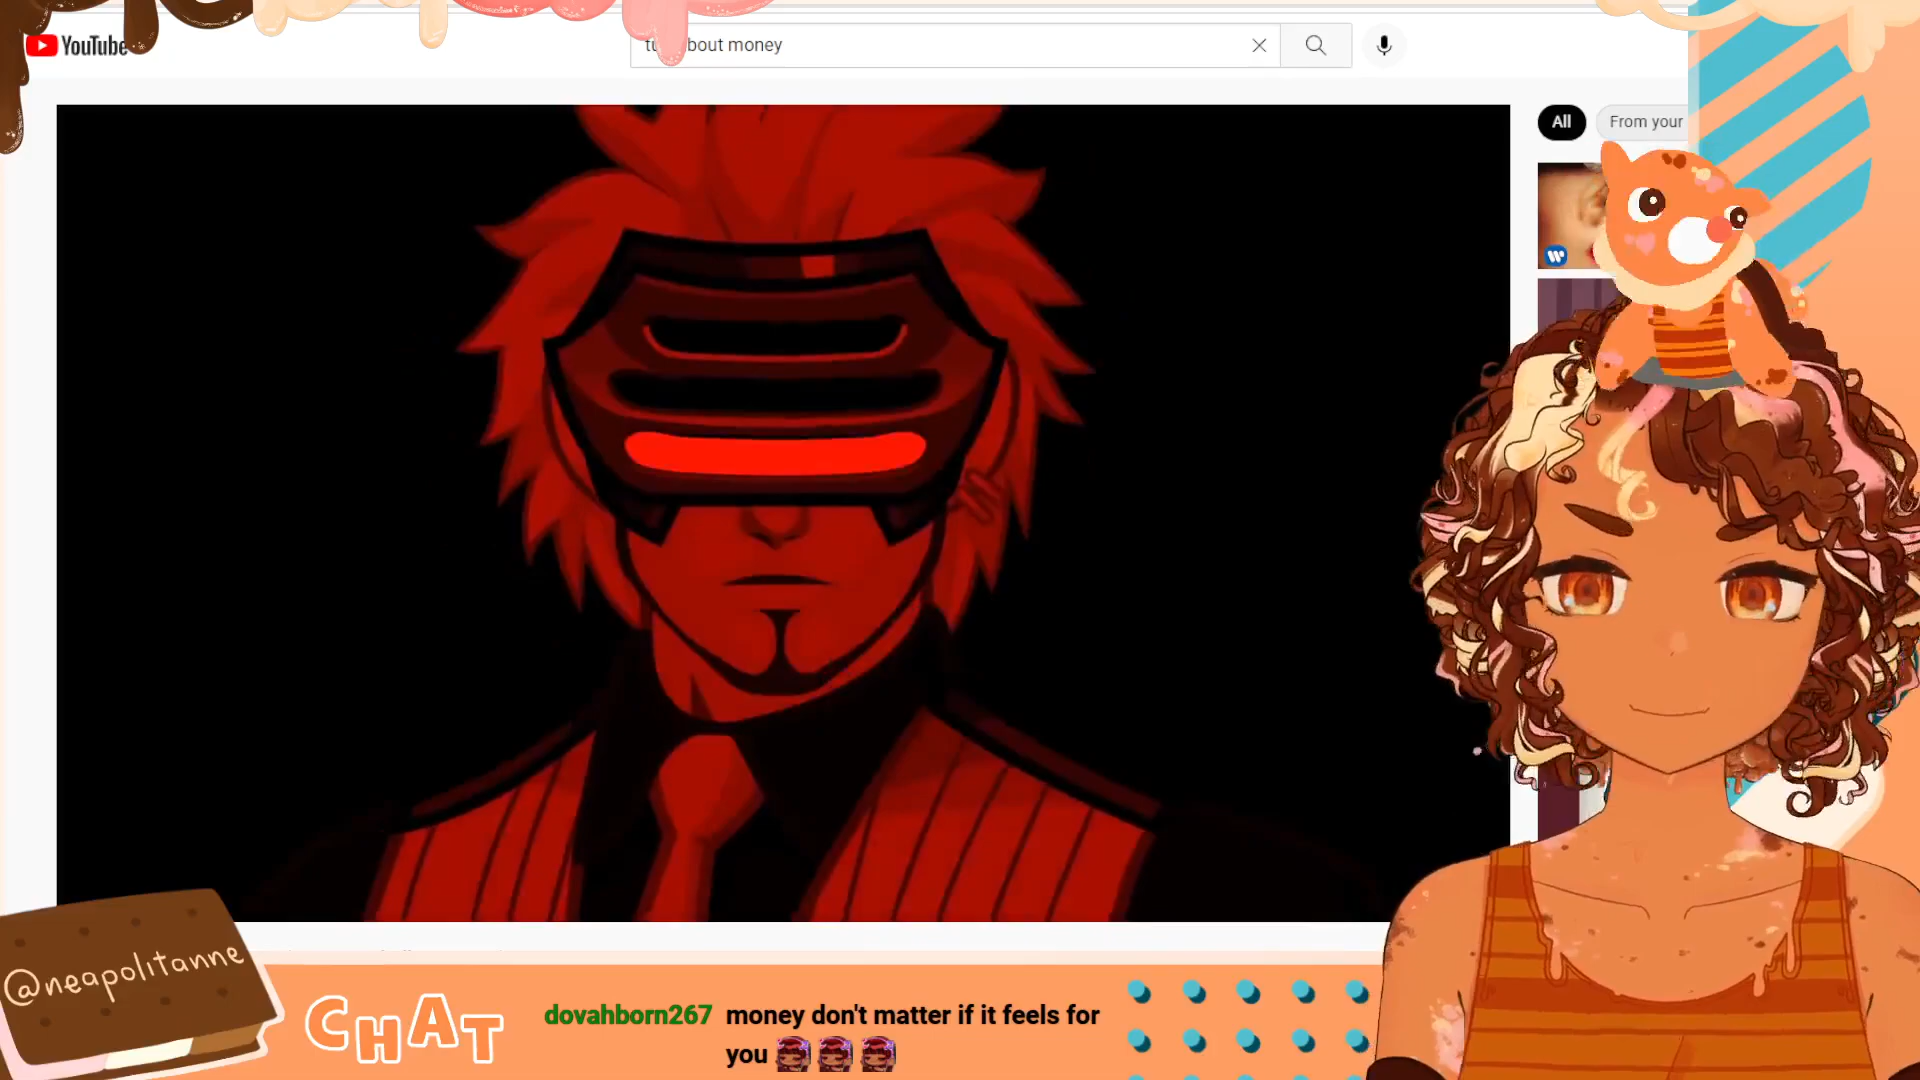 YouTube
bout money
All
From your
@neapolitanne
CHAT
dovahborn267 money don't matter if it feels for
you